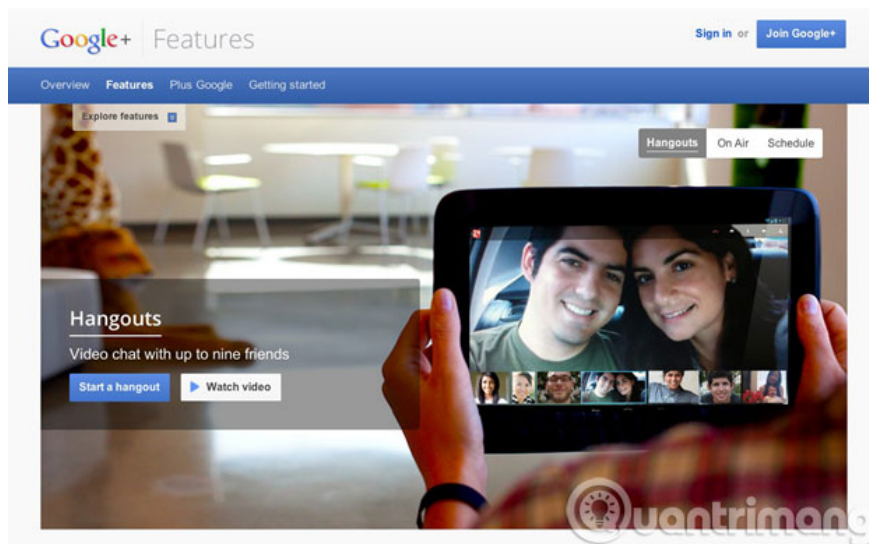 Google+ Features
Sign in or Join Google+
Overview Features Plus Google Getting started
Explore features
Hangouts On Air Schedule
Hangouts
Video chat with up to nine friends
Start a hangout Watch video
Quantrimang